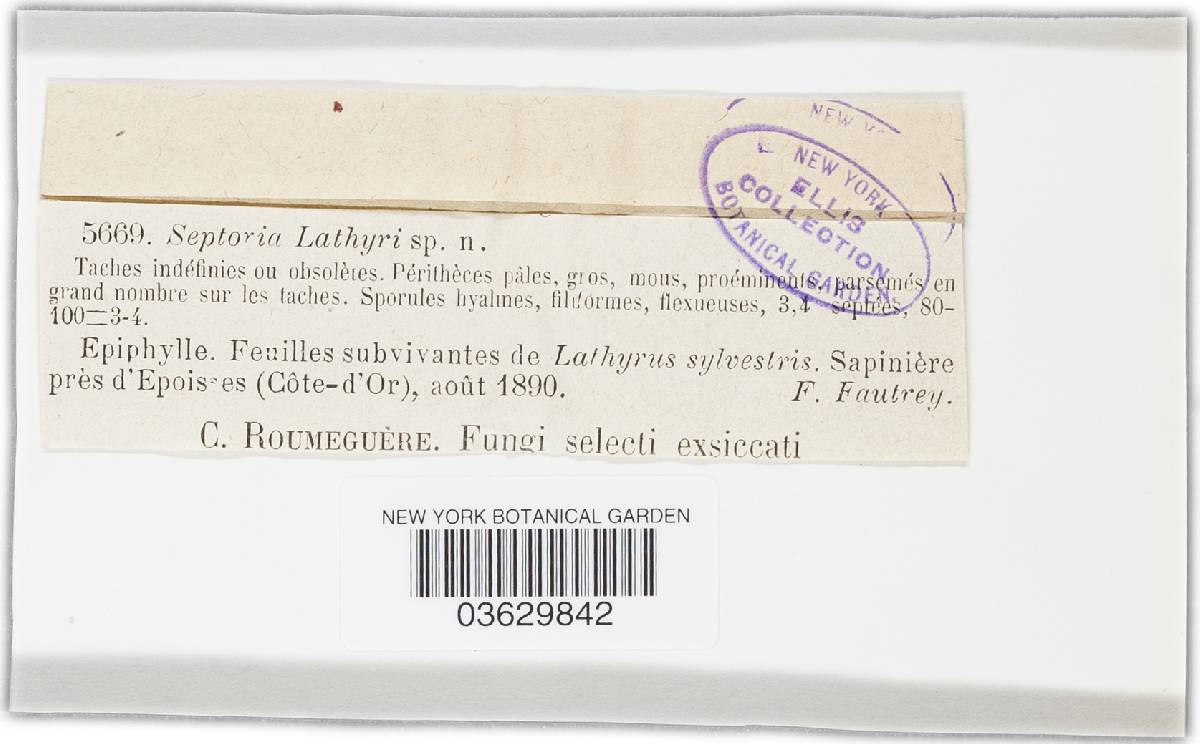 NEW
NEW YORK
ELLIS
COLLECTION
BOTANICAL GARDEN
5669. Septoria Lathyri sp. n.
Taches indéfinies ou obsolètes. Périthèces pâles, gros, mous, proéminents, parsemés en
grand nombre sur les taches. Sporules hyalines, filiformes, flexueuses, 3,4 septées, 80-
100=3-4.
Epiphylle. Feuilles subvivantes de Lathyrus sylvestris. Sapinière
près d'Epoisses (Côte-d'Or), août 1890. F. Fautrey.
C. ROUMEGUÈRE. Fungi selecti exsiccati
NEW YORK BOTANICAL GARDEN
03629842